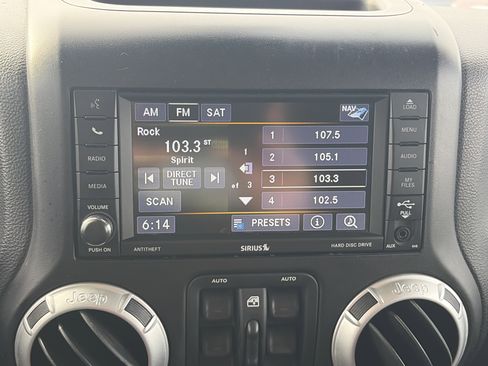 AM FM SAT NAV
Rock
103.3 ST
Spirit
DIRECT
TUNE
SCAN
1
of 3
1 107.5
2 105.1
3 103.3
4 102.5
6:14 PRESETS
PHONE
RADIO
MEDIA
VOLUME
PUSH ON
LOAD
MENU
AUDIO
MY
FILES
PULL
AUX
ANTITHEFT SIRIUS HARD DISC DRIVE
AUTO AUTO
Jeep Jeep